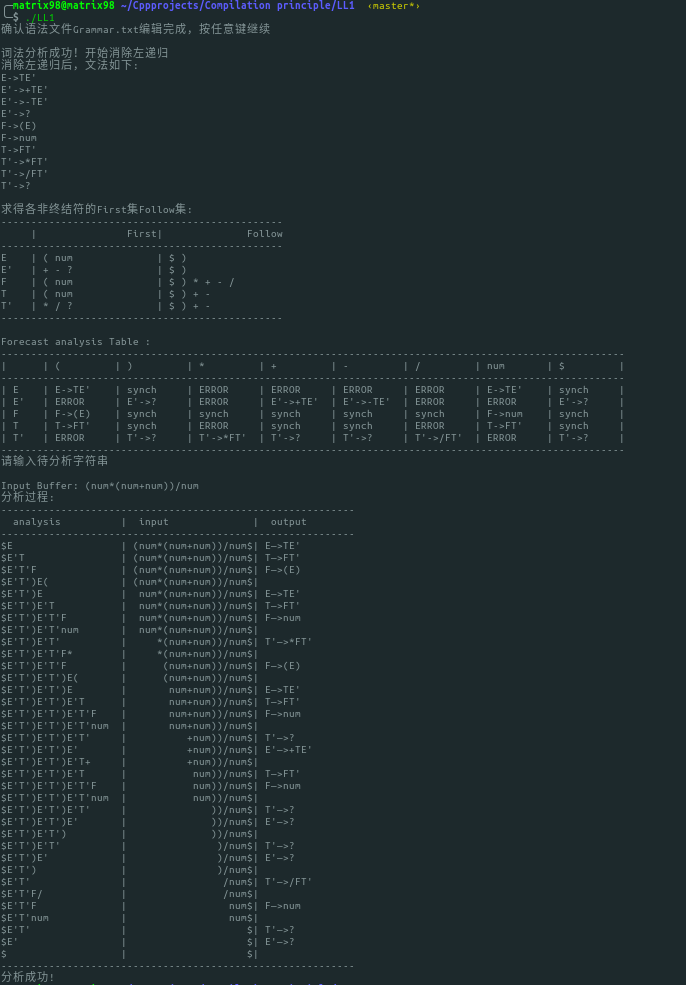 ╭─matrix98@matrix98 ~/Cppprojects/Compilation principle/LL1 ‹master*›
╰─$ ./LL1
确认语法文件Grammar.txt编辑完成，按任意键继续
词法分析成功！开始消除左递归
消除左递归后，文法如下:
E->TE'
E'->+TE'
E'->-TE'
E'->?
F->(E)
F->num
T->FT'
T'->*FT'
T'->/FT'
T'->?
求得各非终结符的First集Follow集:
-----------------------------------------------
     |               First|              Follow
-----------------------------------------------
E    | ( num              | $ )
E'   | + - ?              | $ )
F    | ( num              | $ ) * + - /
T    | ( num              | $ ) + -
T'   | * / ?              | $ ) + -
-----------------------------------------------
Forecast analysis Table :
--------------------------------------------------------------------------------------------------------
|      | (         | )         | *         | +         | -         | /         | num       | $         |
--------------------------------------------------------------------------------------------------------
| E    | E->TE'    | synch     | ERROR     | ERROR     | ERROR     | ERROR     | E->TE'    | synch     |
| E'   | ERROR     | E'->?     | ERROR     | E'->+TE'  | E'->-TE'  | ERROR     | ERROR     | E'->?     |
| F    | F->(E)    | synch     | synch     | synch     | synch     | synch     | F->num    | synch     |
| T    | T->FT'    | synch     | ERROR     | synch     | synch     | ERROR     | T->FT'    | synch     |
| T'   | ERROR     | T'->?     | T'->*FT'  | T'->?     | T'->?     | T'->/FT'  | ERROR     | T'->?     |
--------------------------------------------------------------------------------------------------------
请输入待分析字符串
Input Buffer: (num*(num+num))/num
分析过程:
-----------------------------------------------------------
  analysis          |  input              |  output
-----------------------------------------------------------
$E                  | (num*(num+num))/num$| E—>TE'
$E'T                | (num*(num+num))/num$| T—>FT'
$E'T'F              | (num*(num+num))/num$| F—>(E)
$E'T')E(            | (num*(num+num))/num$|
$E'T')E             |  num*(num+num))/num$| E—>TE'
$E'T')E'T           |  num*(num+num))/num$| T—>FT'
$E'T')E'T'F         |  num*(num+num))/num$| F—>num
$E'T')E'T'num       |  num*(num+num))/num$|
$E'T')E'T'          |     *(num+num))/num$| T'—>*FT'
$E'T')E'T'F*        |     *(num+num))/num$|
$E'T')E'T'F         |      (num+num))/num$| F—>(E)
$E'T')E'T')E(       |      (num+num))/num$|
$E'T')E'T')E        |       num+num))/num$| E—>TE'
$E'T')E'T')E'T      |       num+num))/num$| T—>FT'
$E'T')E'T')E'T'F    |       num+num))/num$| F—>num
$E'T')E'T')E'T'num  |       num+num))/num$|
$E'T')E'T')E'T'     |          +num))/num$| T'—>?
$E'T')E'T')E'       |          +num))/num$| E'—>+TE'
$E'T')E'T')E'T+     |          +num))/num$|
$E'T')E'T')E'T      |           num))/num$| T—>FT'
$E'T')E'T')E'T'F    |           num))/num$| F—>num
$E'T')E'T')E'T'num  |           num))/num$|
$E'T')E'T')E'T'     |              ))/num$| T'—>?
$E'T')E'T')E'       |              ))/num$| E'—>?
$E'T')E'T')         |              ))/num$|
$E'T')E'T'          |               )/num$| T'—>?
$E'T')E'            |               )/num$| E'—>?
$E'T')              |               )/num$|
$E'T'               |                /num$| T'—>/FT'
$E'T'F/             |                /num$|
$E'T'F              |                 num$| F—>num
$E'T'num            |                 num$|
$E'T'               |                    $| T'—>?
$E'                 |                    $| E'—>?
$                   |                    $|
-----------------------------------------------------------
分析成功!